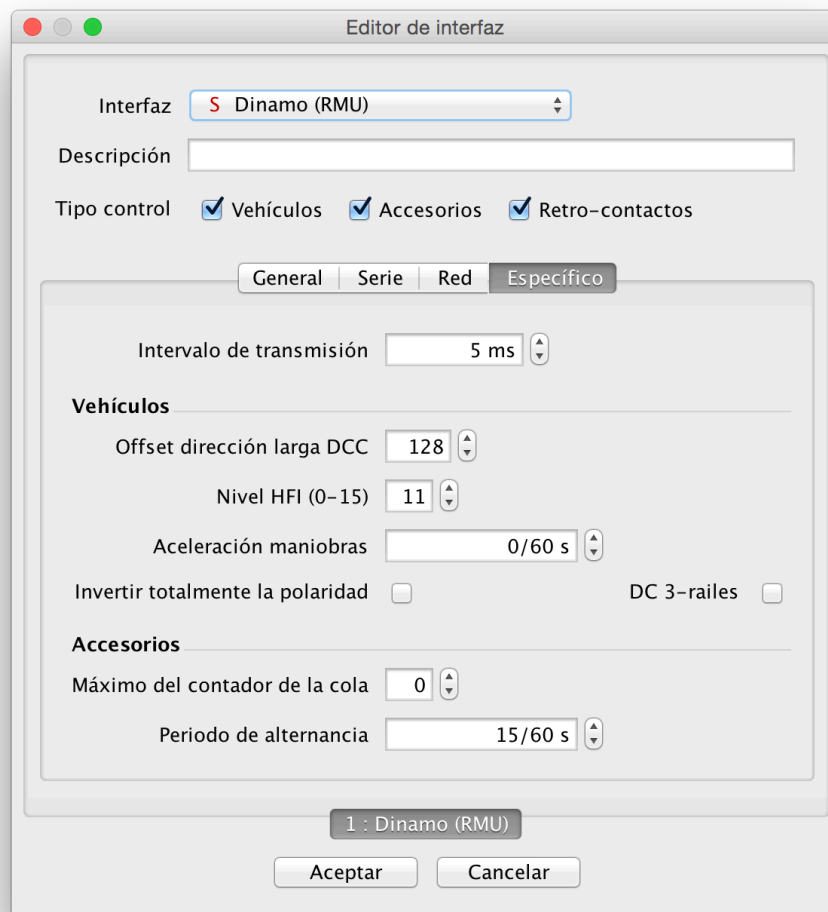 Editor de interfaz
Interfaz S Dinamo (RMU)
Descripción
Tipo control Vehículos Accesorios Retro-contactos
General Serie Red Específico
Intervalo de transmisión 5 ms
Vehículos
Offset dirección larga DCC 128
Nivel HFI (0-15) 11
Aceleración maniobras 0/60 s
Invertir totalmente la polaridad DC 3-railes
Accesorios
Máximo del contador de la cola 0
Periodo de alternancia 15/60 s
1 : Dinamo (RMU)
Aceptar Cancelar